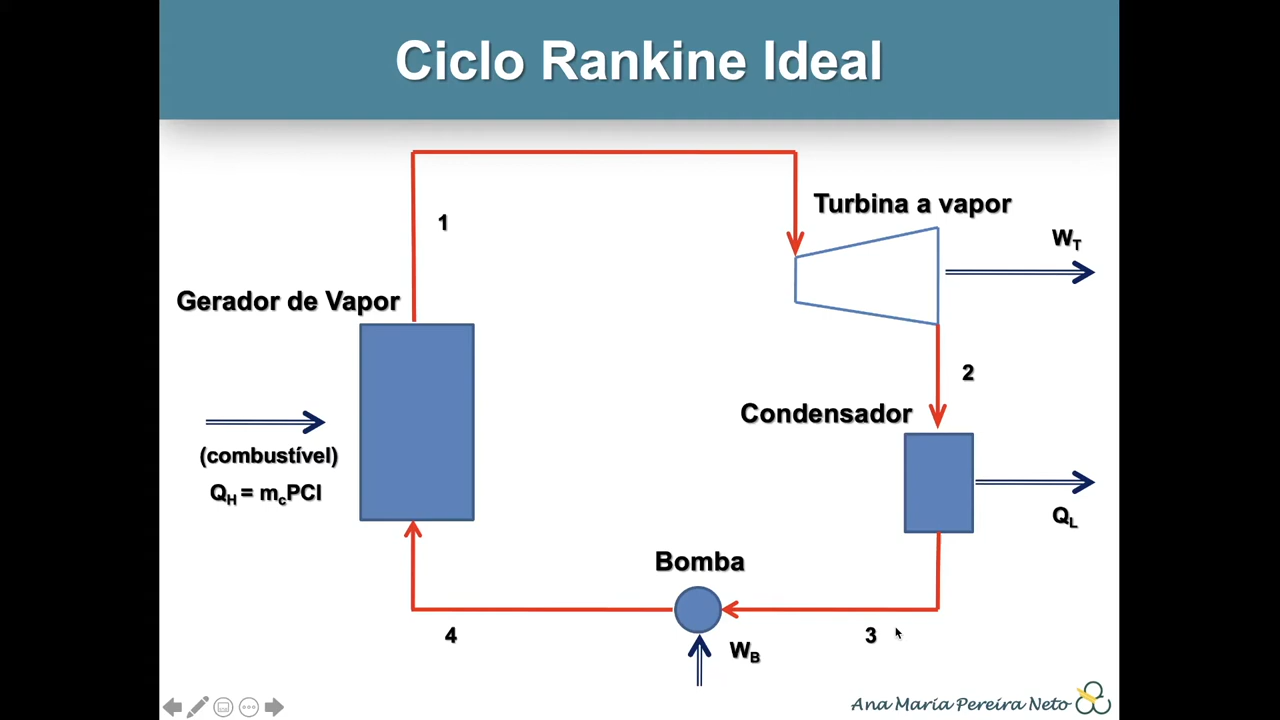 Ciclo Rankine Ideal
1
Turbina a vapor
W_T
Gerador de Vapor
2
Condensador
(combustível)
Q_H = m_cPCI
Q_L
Bomba
4
3
W_B
Ana Maria Pereira Neto